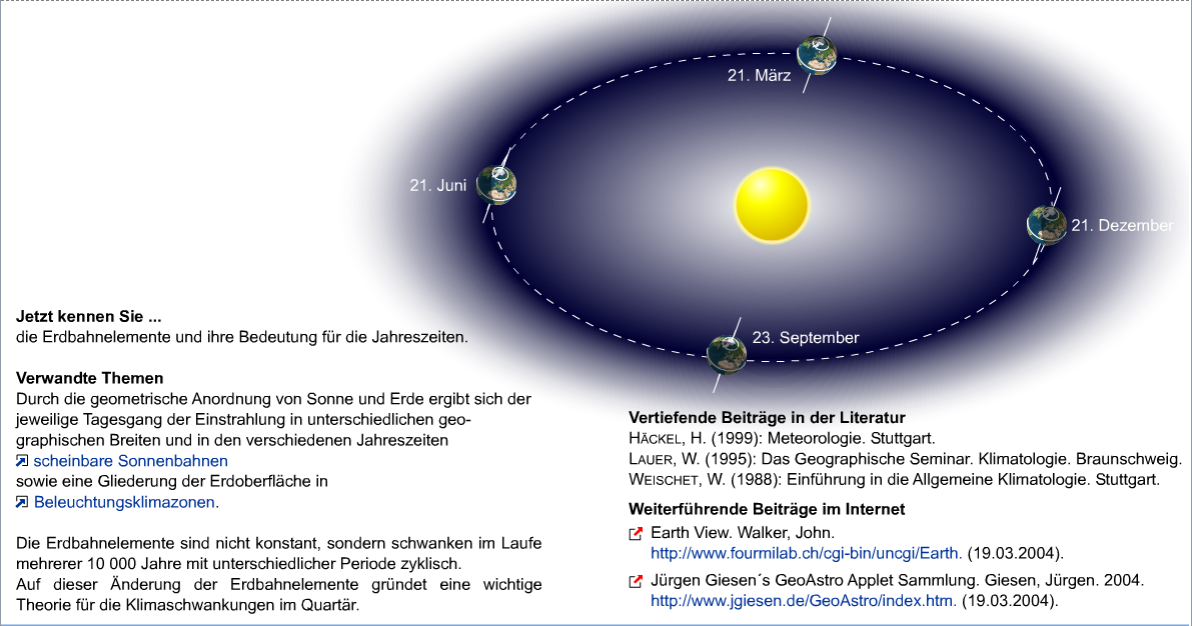 21. März
21. Juni
21. Dezember
23. September
Jetzt kennen Sie ...
die Erdbahnelemente und ihre Bedeutung für die Jahreszeiten.
Verwandte Themen
Durch die geometrische Anordnung von Sonne und Erde ergibt sich der
jeweilige Tagesgang der Einstrahlung in unterschiedlichen geo-
graphischen Breiten und in den verschiedenen Jahreszeiten
scheinbare Sonnenbahnen
sowie eine Gliederung der Erdoberfläche in
Beleuchtungsklimazonen.
Die Erdbahnelemente sind nicht konstant, sondern schwanken im Laufe
mehrerer 10 000 Jahre mit unterschiedlicher Periode zyklisch.
Auf dieser Änderung der Erdbahnelemente gründet eine wichtige
Theorie für die Klimaschwankungen im Quartär.
Vertiefende Beiträge in der Literatur
HÄCKEL, H. (1999): Meteorologie. Stuttgart.
LAUER, W. (1995): Das Geographische Seminar. Klimatologie. Braunschweig.
WEISCHET, W. (1988): Einführung in die Allgemeine Klimatologie. Stuttgart.
Weiterführende Beiträge im Internet
Earth View. Walker, John.
http://www.fourmilab.ch/cgi-bin/uncgi/Earth. (19.03.2004).
Jürgen Giesen´s GeoAstro Applet Sammlung. Giesen, Jürgen. 2004.
http://www.jgiesen.de/GeoAstro/index.htm. (19.03.2004).